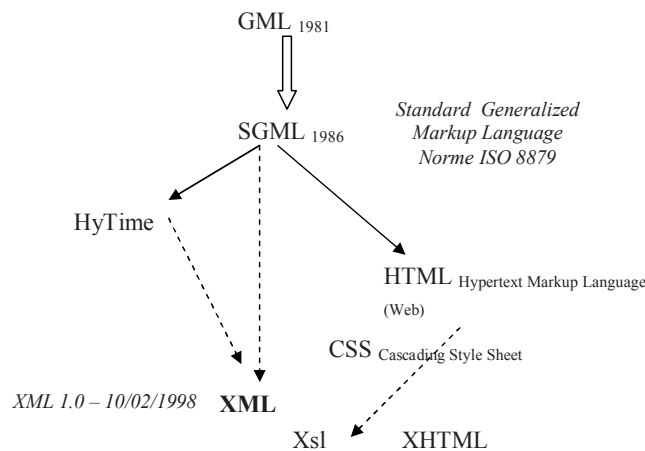 GML 1981
Standard Generalized
SGML 1986
Markup Language
Norme ISO 8879
HyTime
HTML Hypertext Markup Language
(Web)
CSS Cascading Style Sheet
XML 1.0 – 10/02/1998 XML
Xsl XHTML